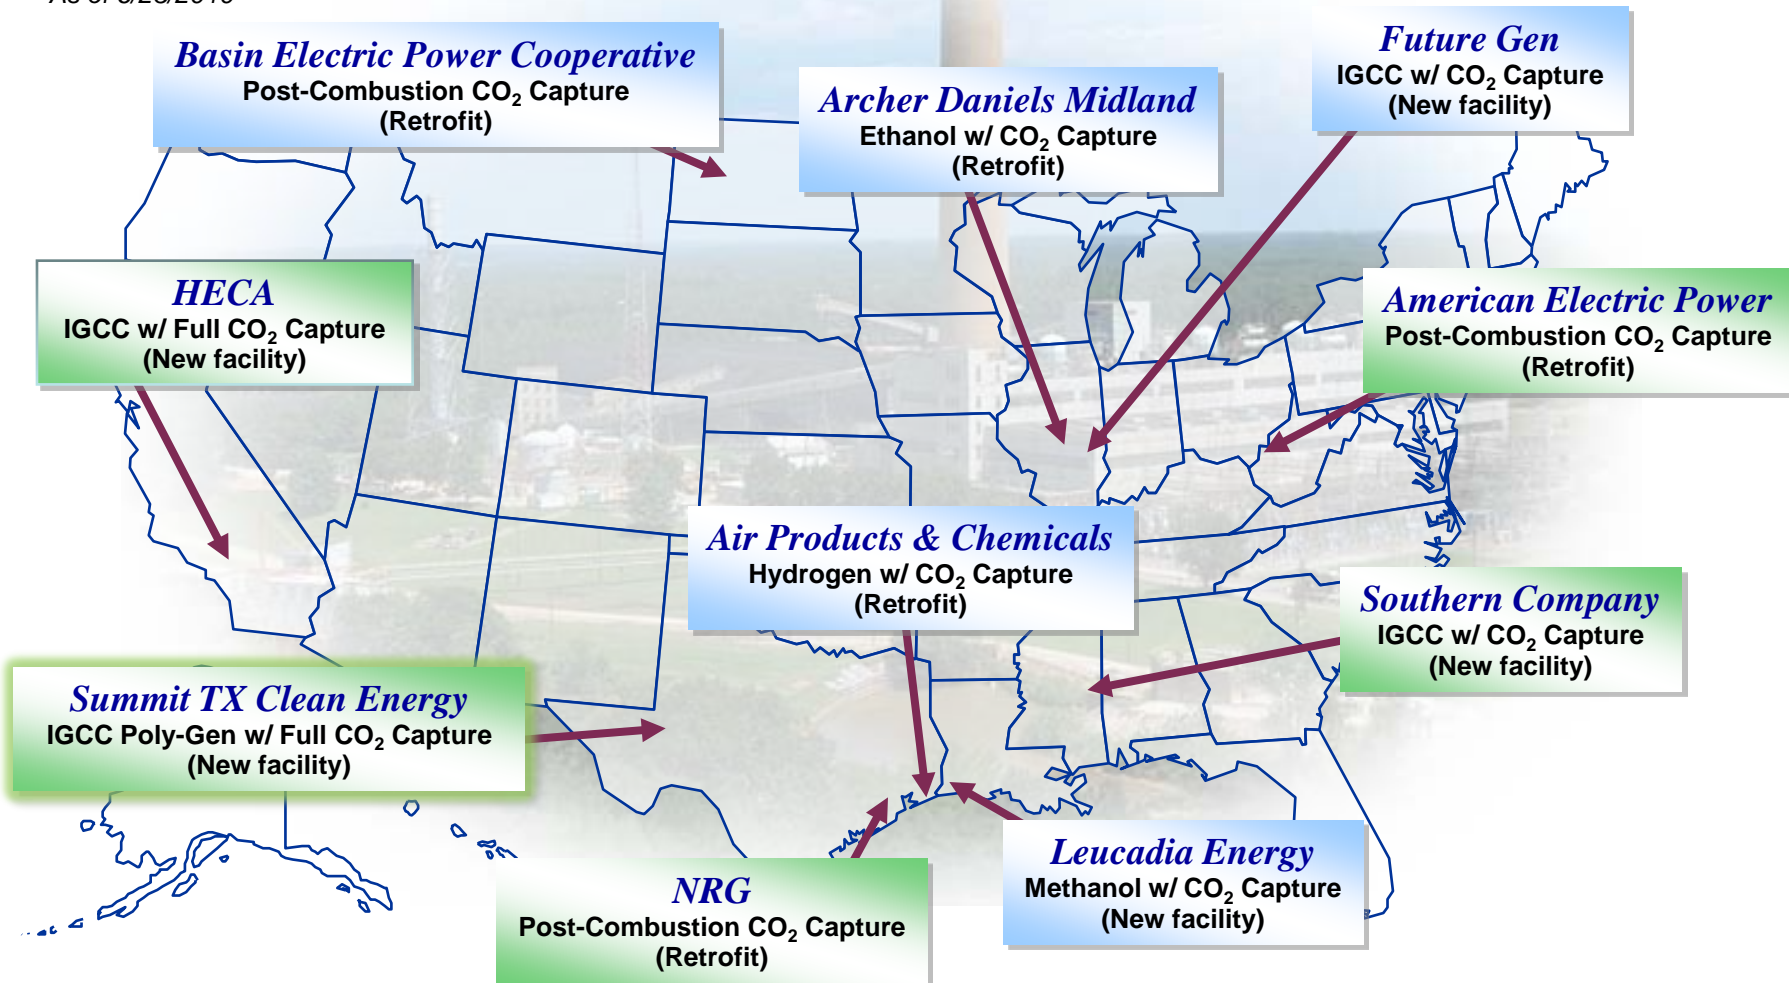 Basin Electric Power Cooperative
Post-Combustion CO2 Capture
(Retrofit)
Archer Daniels Midland
Ethanol w/ CO2 Capture
(Retrofit)
Future Gen
IGCC w/ CO2 Capture
(New facility)
HECA
IGCC w/ Full CO2 Capture
(New facility)
American Electric Power
Post-Combustion CO2 Capture
(Retrofit)
Air Products & Chemicals
Hydrogen w/ CO2 Capture
(Retrofit)
Southern Company
IGCC w/ CO2 Capture
(New facility)
Summit TX Clean Energy
IGCC Poly-Gen w/ Full CO2 Capture
(New facility)
Leucadia Energy
Methanol w/ CO2 Capture
(New facility)
NRG
Post-Combustion CO2 Capture
(Retrofit)